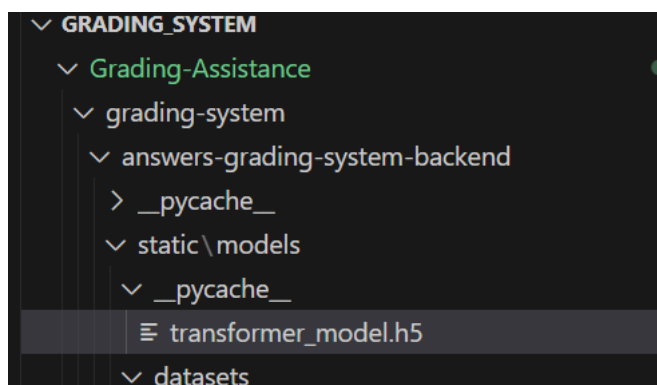 GRADING_SYSTEM
Grading-Assistance
grading-system
answers-grading-system-backend
__pycache__
static\models
__pycache__
transformer_model.h5
datasets